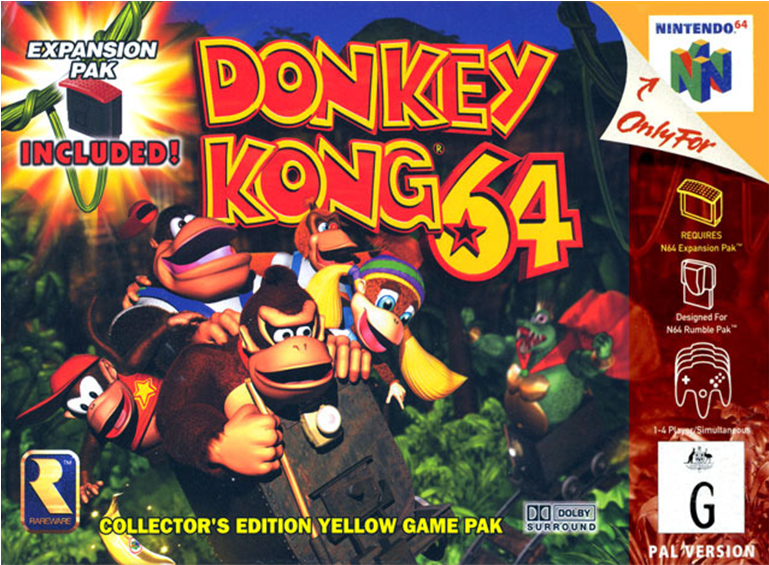 EXPANSION
PAK
INCLUDED!
DONKEY
KONG®
64
NINTENDO64
Only For
REQUIRES
N64 Expansion Pak™
Designed For
N64 Rumble Pak™
1-4 Player/Simultaneous
G
PAL VERSION
R™
RAREWARE
COLLECTOR'S EDITION YELLOW GAME PAK
DOLBY
SURROUND